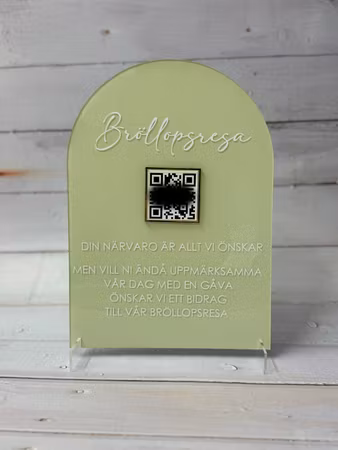 Bröllopsresa
DIN NÄRVARO ÄR ALLT VI ÖNSKAR
MEN VILL NI ÄNDÅ UPPMÄRKSAMMA
VÅR DAG MED EN GÅVA
ÖNSKAR VI ETT BIDRAG
TILL VÅR BRÖLLOPSRESA